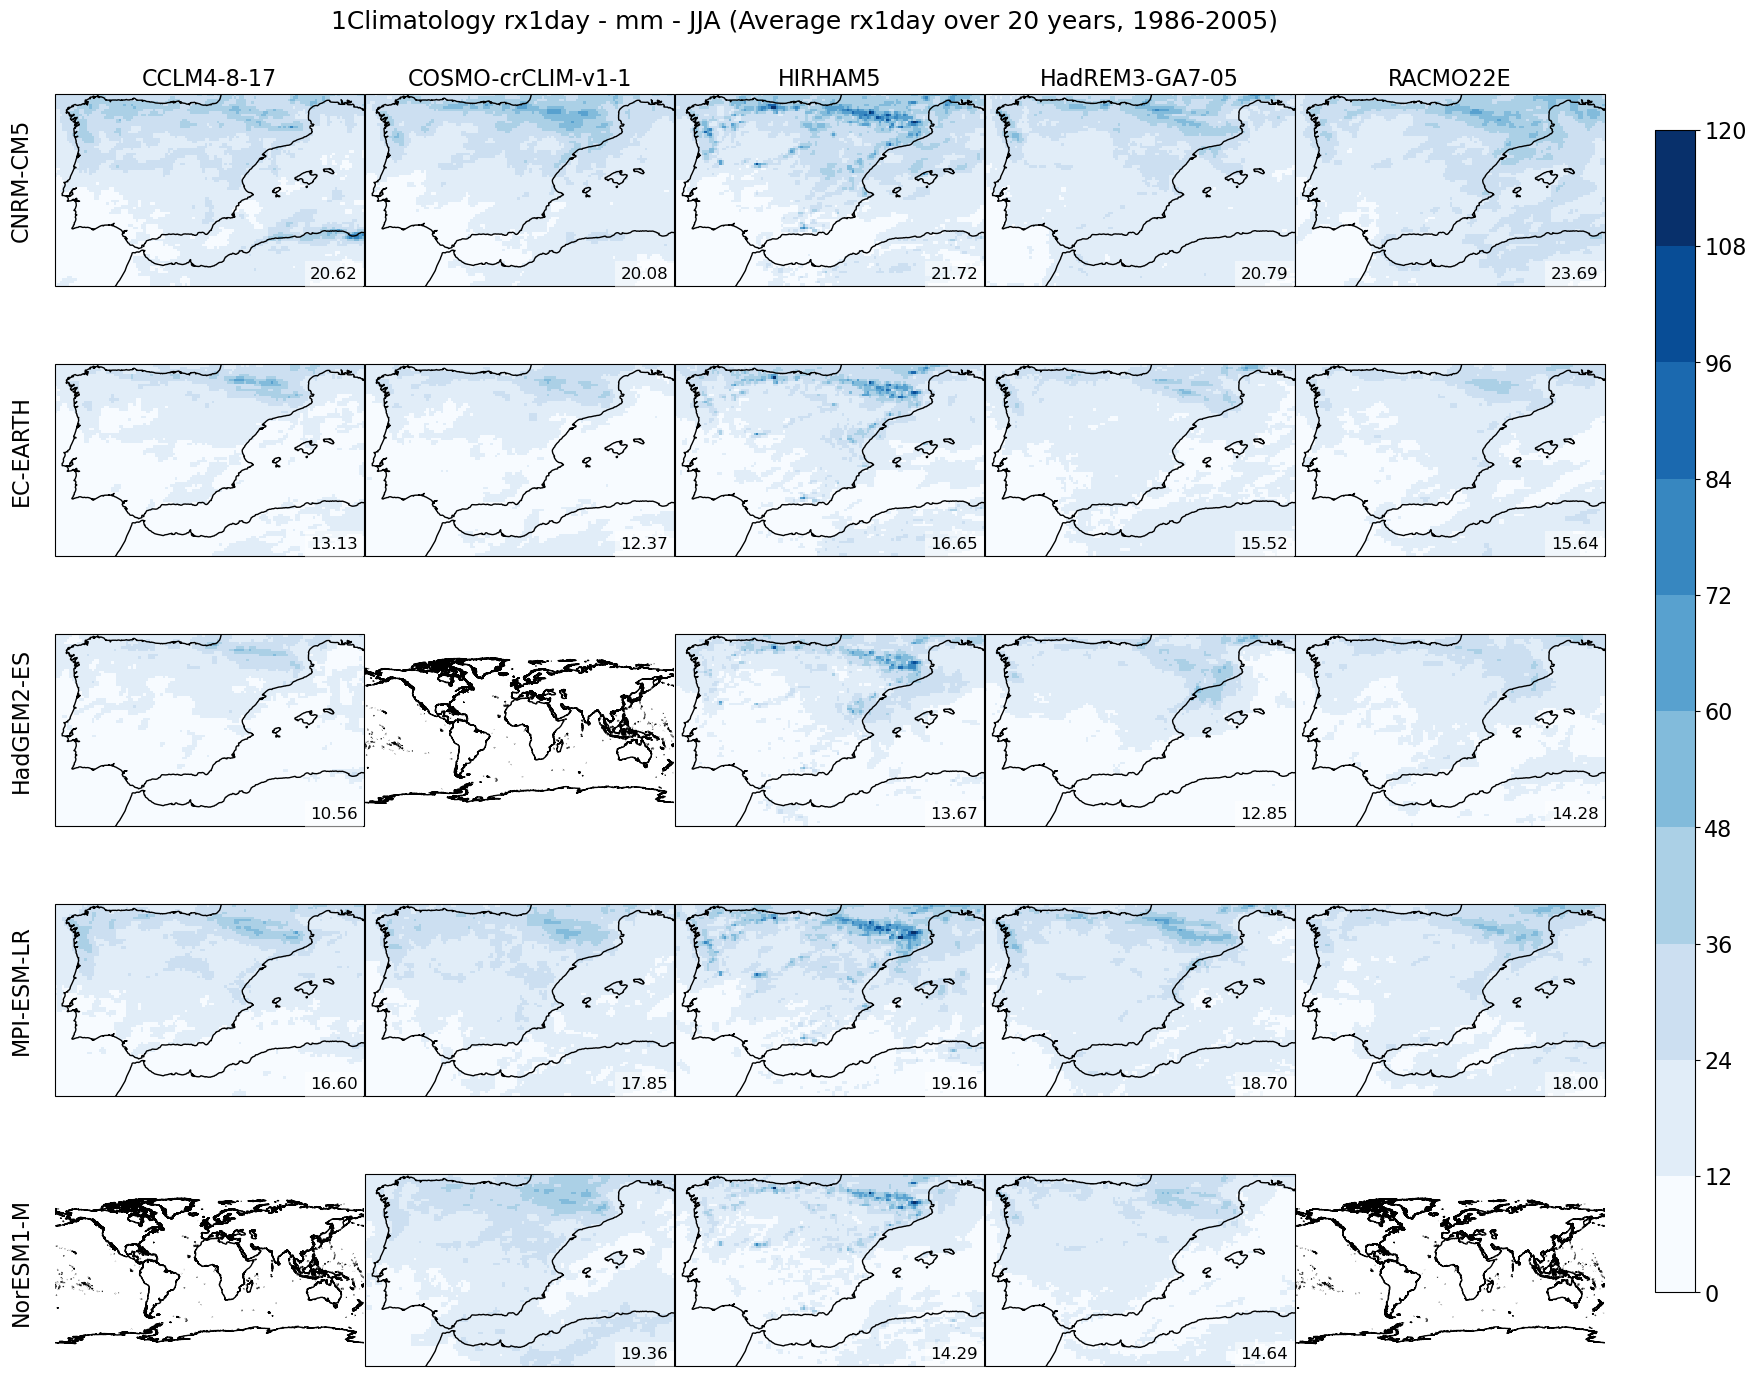 1Climatology rx1day - mm - JJA (Average rx1day over 20 years, 1986-2005)
CCLM4-8-17 COSMO-crCLIM-v1-1 HIRHAM5 HadREM3-GA7-05 RACMO22E
CNRM-CM5
20.62 20.08 21.72 20.79 23.69
EC-EARTH
13.13 12.37 16.65 15.52 15.64
HadGEM2-ES
10.56 13.67 12.85 14.28
MPI-ESM-LR
16.60 17.85 19.16 18.70 18.00
NorESM1-M
19.36 14.29 14.64
120
108
96
84
72
60
48
36
24
12
0